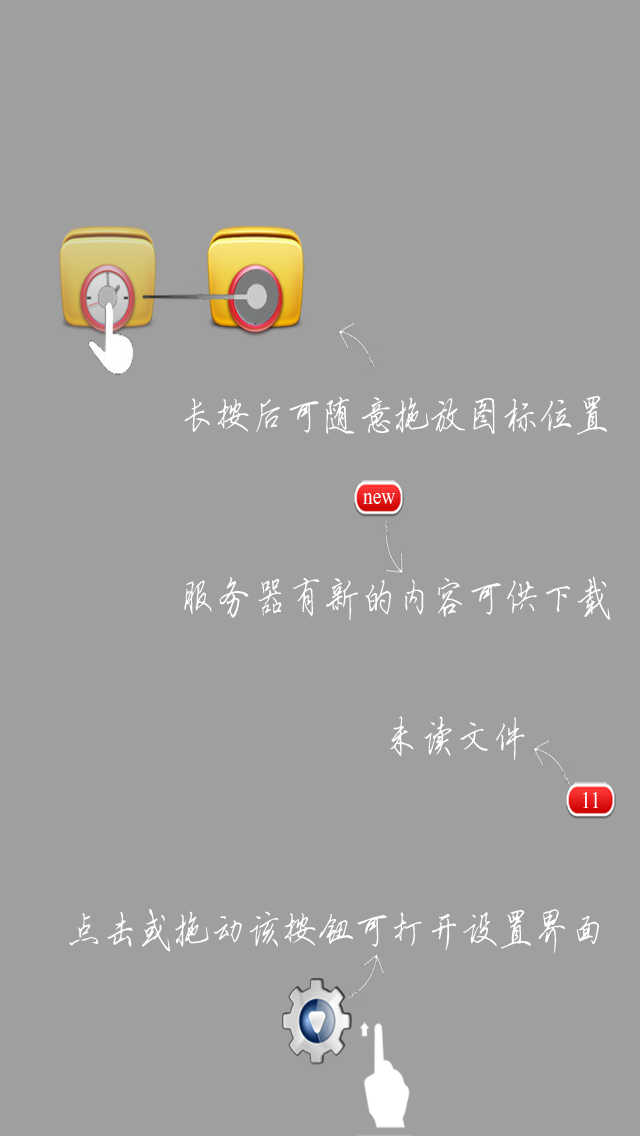 长按后可随意拖放图标位置
new
服务器有新的内容可供下载
未读文件
11
点击或拖动该按钮可打开设置界面